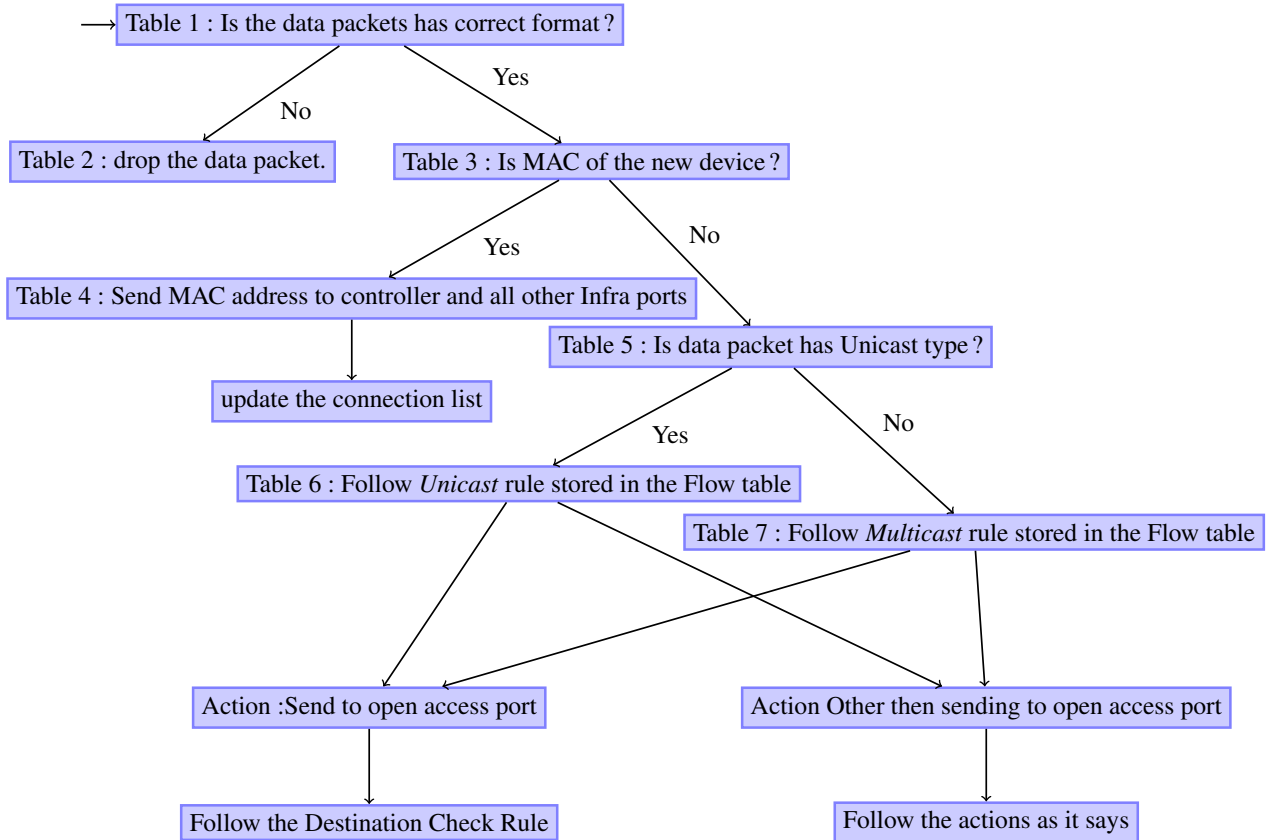 Table 1 : Is the data packets has correct format ?
Yes
No
Table 2 : drop the data packet.
Table 3 : Is MAC of the new device ?
Yes
No
Table 4 : Send MAC address to controller and all other Infra ports
Table 5 : Is data packet has Unicast type ?
update the connection list
Yes
No
Table 6 : Follow Unicast rule stored in the Flow table
Table 7 : Follow Multicast rule stored in the Flow table
Action :Send to open access port
Action Other then sending to open access port
Follow the Destination Check Rule
Follow the actions as it says